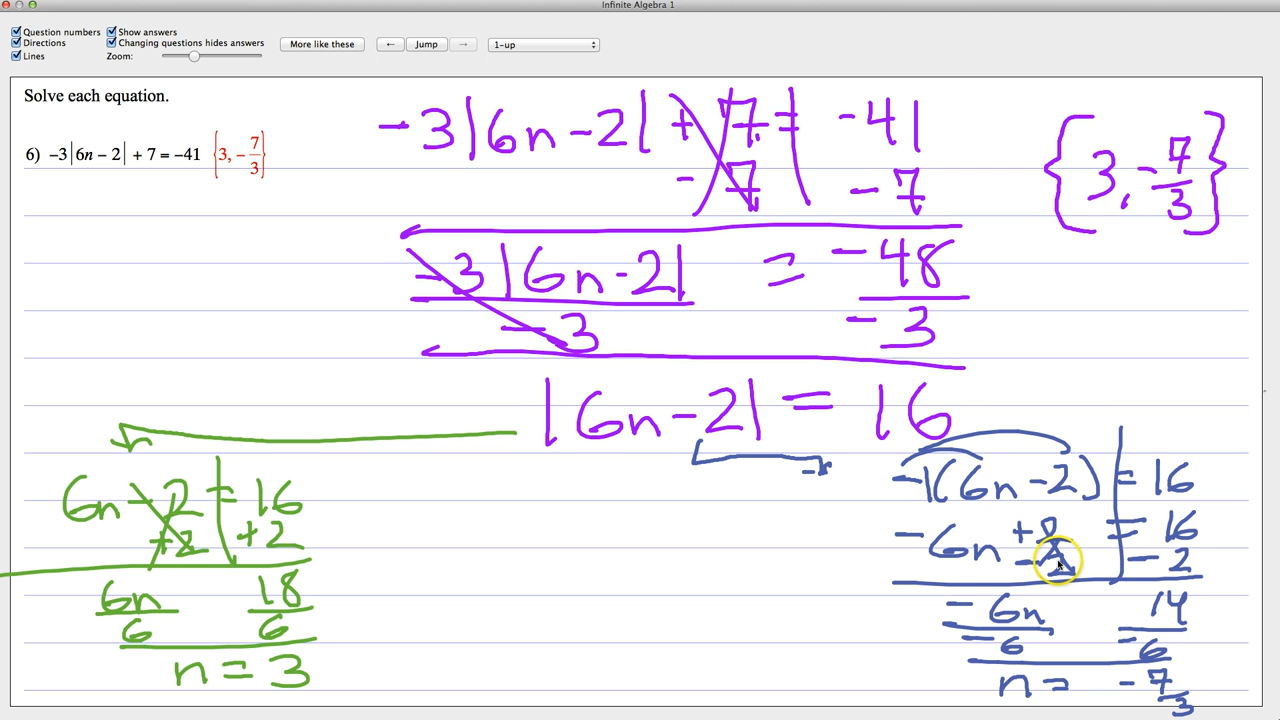 Infinite Algebra 1
Question numbers
Show answers
Directions
Changing questions hides answers
More like these
←
Jump
→
1-up
Lines
Zoom:
Solve each equation.
6) −3|6n − 2| + 7 = −41 {3, −7/3}
-3|6n-2| + 7 = -41
- 7 - 7
-3|6n-2| = -48
-3 -3
|6n-2| = 16
{3, -7/3}
6n - 2 = 16
+2 +2
6n 18
6 6
n = 3
-1(6n-2) = 16
-6n +2 = 16
-2 -2
-6n 14
-6 -6
n = -7/3